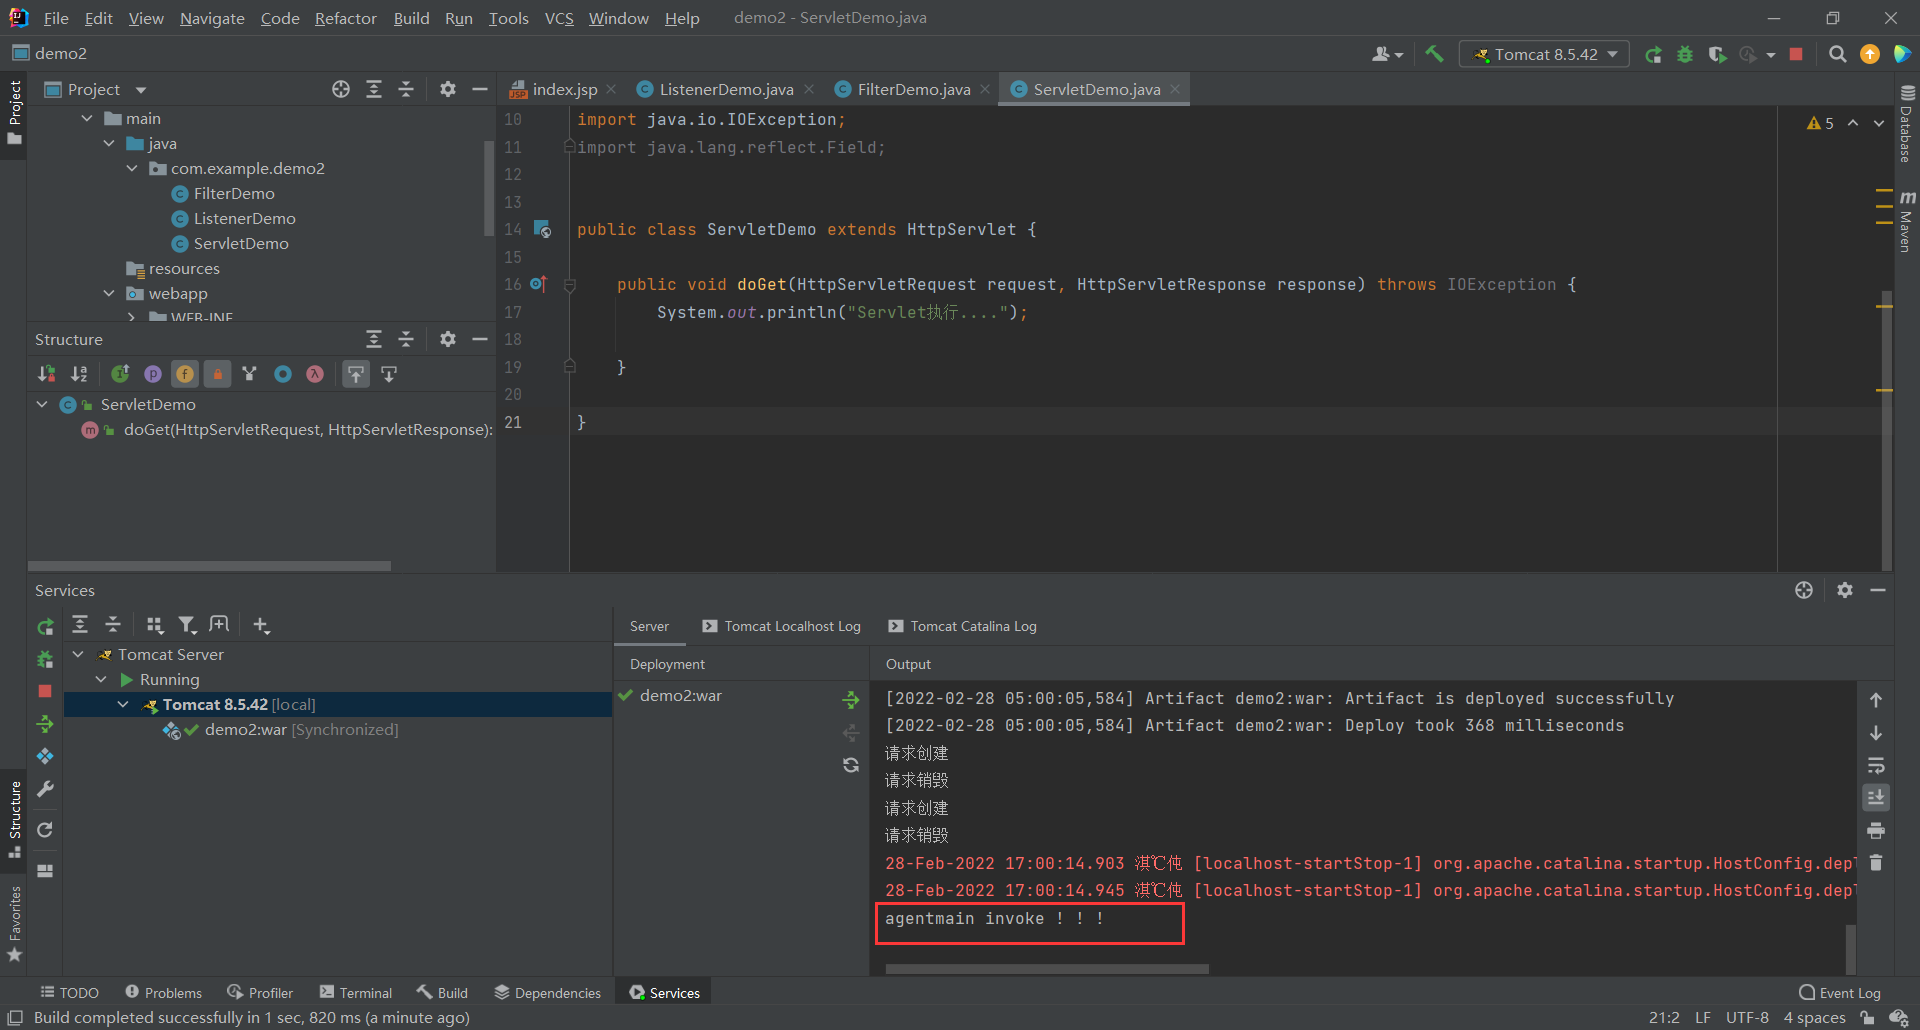 File Edit View Navigate Code Refactor Build Run Tools VCS Window Help demo2 - ServletDemo.java
demo2
Tomcat 8.5.42
Project
index.jsp
ListenerDemo.java
FilterDemo.java
ServletDemo.java
Project
main
java
com.example.demo2
FilterDemo
ListenerDemo
ServletDemo
resources
webapp
WEB-INF
Structure
ServletDemo
doGet(HttpServletRequest, HttpServletResponse):
10 import java.io.IOException;
11 import java.lang.reflect.Field;
12
13
14 public class ServletDemo extends HttpServlet {
15
16 public void doGet(HttpServletRequest request, HttpServletResponse response) throws IOException {
17 System.out.println("Servlet执行....");
18
19 }
20
21 }
5
Database
Maven
Services
Tomcat Server
Running
Tomcat 8.5.42 [local]
demo2:war [Synchronized]
Server
Tomcat Localhost Log
Tomcat Catalina Log
Deployment
Output
demo2:war
[2022-02-28 05:00:05,584] Artifact demo2:war: Artifact is deployed successfully
[2022-02-28 05:00:05,584] Artifact demo2:war: Deploy took 368 milliseconds
请求创建
请求销毁
请求创建
请求销毁
28-Feb-2022 17:00:14.903 淇℃伅 [localhost-startStop-1] org.apache.catalina.startup.HostConfig.depl
28-Feb-2022 17:00:14.945 淇℃伅 [localhost-startStop-1] org.apache.catalina.startup.HostConfig.depl
agentmain invoke ! ! !
Structure
Favorites
TODO Problems Profiler Terminal Build Dependencies Services Event Log
Build completed successfully in 1 sec, 820 ms (a minute ago)
21:2 LF UTF-8 4 spaces